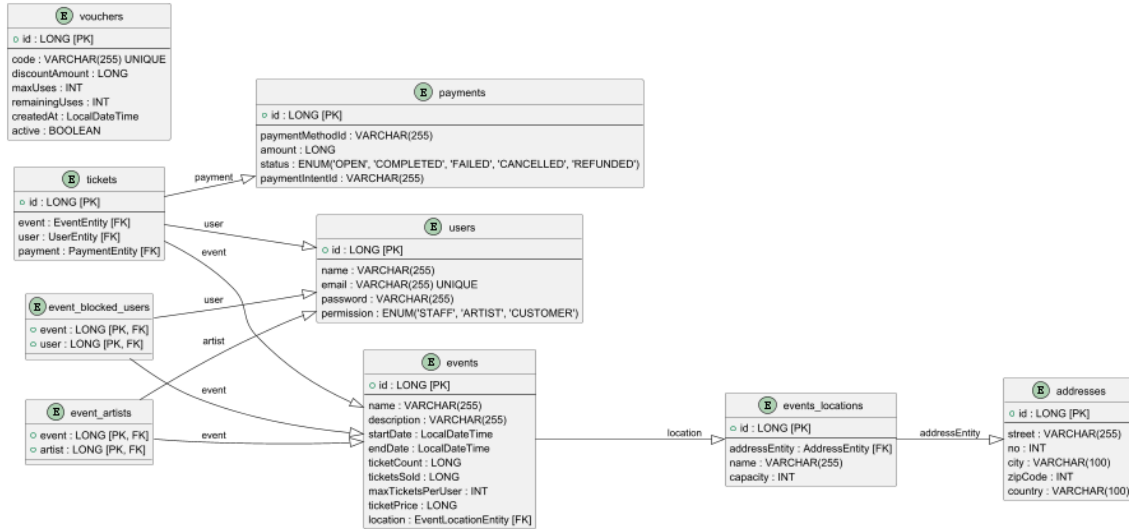 E vouchers
id : LONG [PK]
code : VARCHAR(255) UNIQUE
discountAmount : LONG
maxUses : INT
remainingUses : INT
createdAt : LocalDateTime
active : BOOLEAN
E payments
id : LONG [PK]
paymentMethodId : VARCHAR(255)
amount : LONG
status : ENUM('OPEN', 'COMPLETED', 'FAILED', 'CANCELLED', 'REFUNDED')
paymentIntentId : VARCHAR(255)
E tickets
id : LONG [PK]
event : EventEntity [FK]
user : UserEntity [FK]
payment : PaymentEntity [FK]
payment
user
event
E users
id : LONG [PK]
name : VARCHAR(255)
email : VARCHAR(255) UNIQUE
password : VARCHAR(255)
permission : ENUM('STAFF', 'ARTIST', 'CUSTOMER')
E event_blocked_users
event : LONG [PK, FK]
user : LONG [PK, FK]
user
artist
event
E event_artists
event : LONG [PK, FK]
artist : LONG [PK, FK]
event
E events
id : LONG [PK]
name : VARCHAR(255)
description : VARCHAR(255)
startDate : LocalDateTime
endDate : LocalDateTime
ticketCount : LONG
ticketsSold : LONG
maxTicketsPerUser : INT
ticketPrice : LONG
location : EventLocationEntity [FK]
location
E events_locations
id : LONG [PK]
addressEntity : AddressEntity [FK]
name : VARCHAR(255)
capacity : INT
addressEntity
E addresses
id : LONG [PK]
street : VARCHAR(255)
no : INT
city : VARCHAR(100)
zipCode : INT
country : VARCHAR(100)